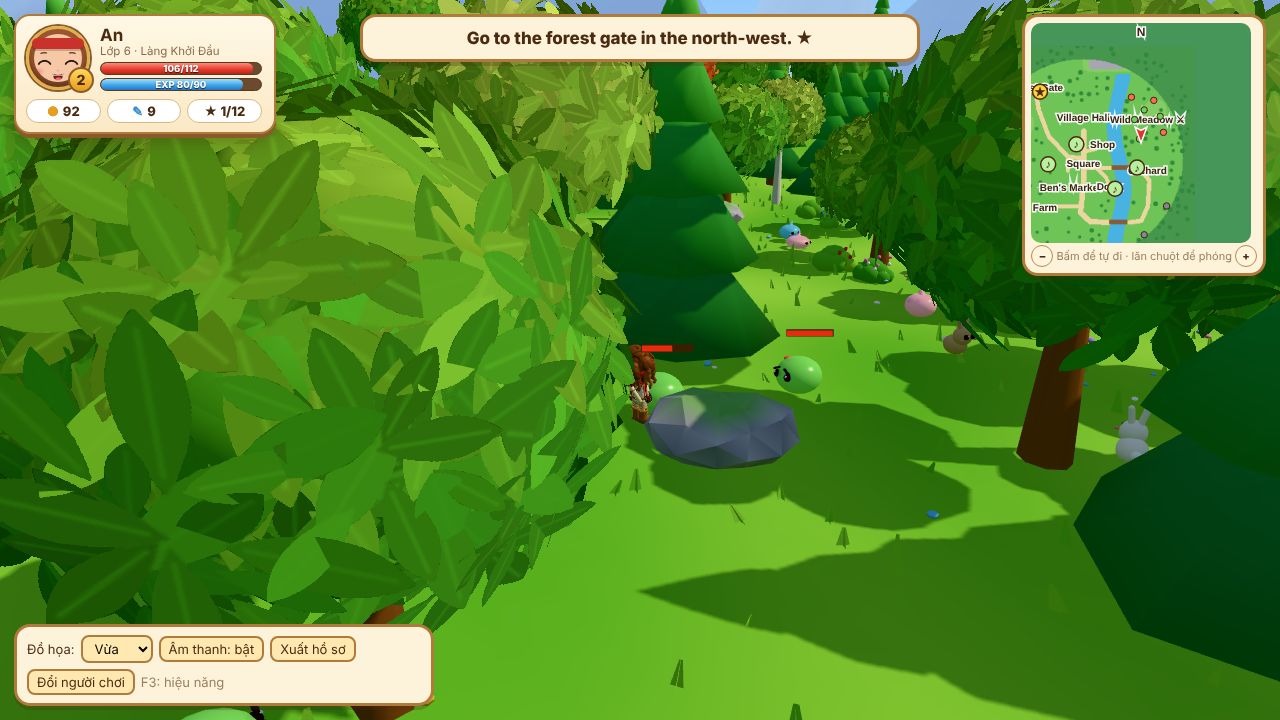 An
Lớp 6 · Làng Khởi Đầu
106/112
EXP 80/90
2
92
9
★ 1/12
Go to the forest gate in the north-west. ★
N
Village Hall
Wild Meadow ⚔
Shop
Square
Ben's Market
Farm
− Bấm để tự đi · lăn chuột để phóng +
Đồ họa: Vừa Âm thanh: bật Xuất hồ sơ
Đổi người chơi F3: hiệu năng